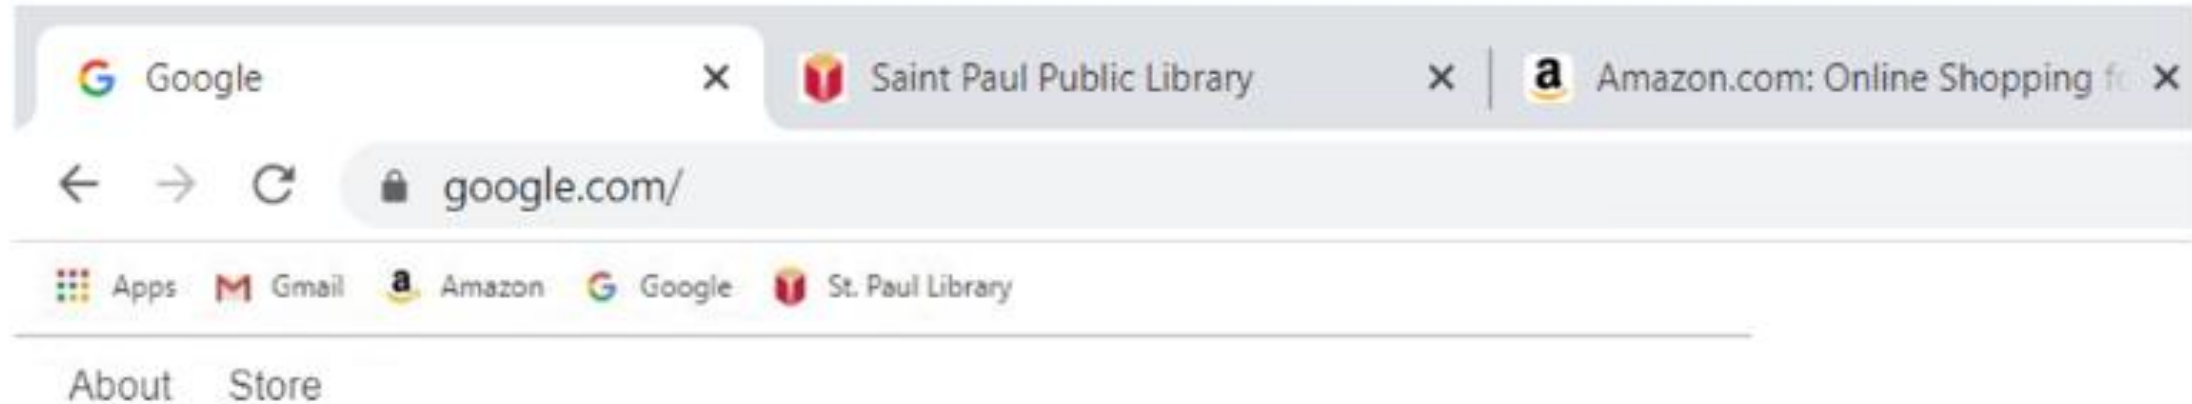 Google Saint Paul Public Library Amazon.com: Online Shopping
google.com/
Apps Gmail Amazon Google St. Paul Library
About Store